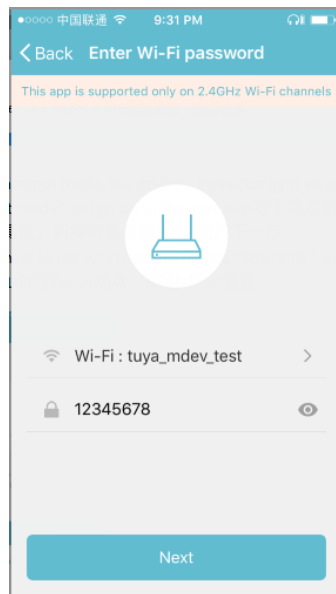 中国联通 9:31 PM
Back Enter Wi-Fi password
This app is supported only on 2.4GHz Wi-Fi channels
Wi-Fi : tuya_mdev_test
12345678
Next